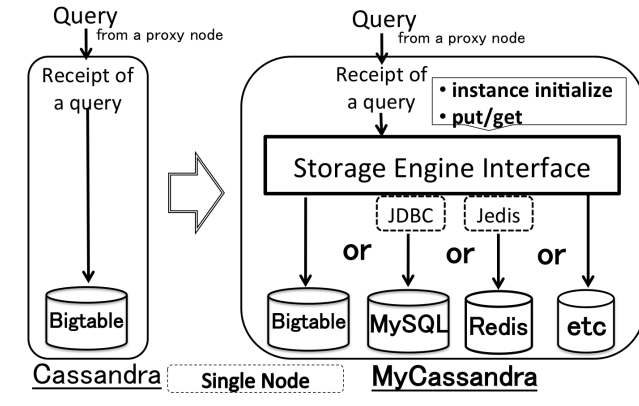 Query
from a proxy node
Receipt of
a query
Bigtable
Cassandra
Query
from a proxy node
Receipt of
a query
• instance initialize
• put/get
Storage Engine Interface
JDBC
Jedis
or
or
or
Bigtable
MySQL
Redis
etc
Single Node
MyCassandra